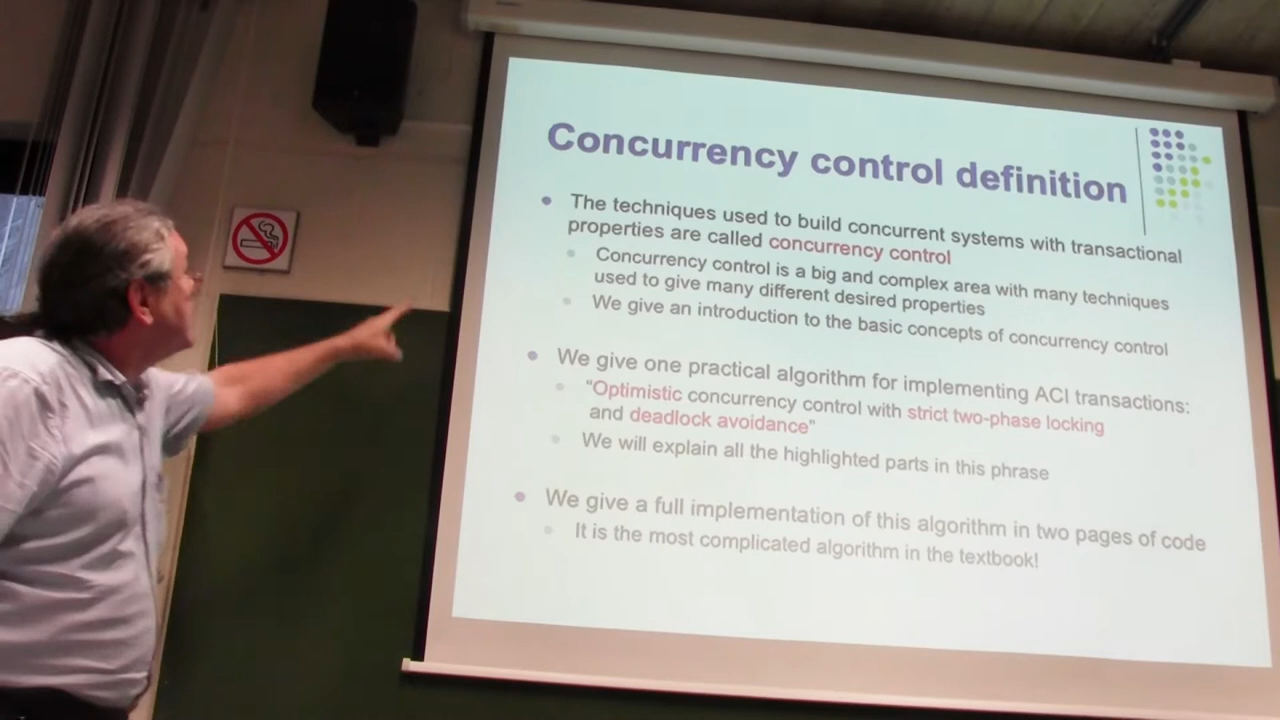 Concurrency control definition
The techniques used to build concurrent systems with transactional
properties are called concurrency control
Concurrency control is a big and complex area with many techniques
used to give many different desired properties
We give an introduction to the basic concepts of concurrency control
We give one practical algorithm for implementing ACI transactions:
"Optimistic concurrency control with strict two-phase locking
and deadlock avoidance"
We will explain all the highlighted parts in this phrase
We give a full implementation of this algorithm in two pages of code
It is the most complicated algorithm in the textbook!